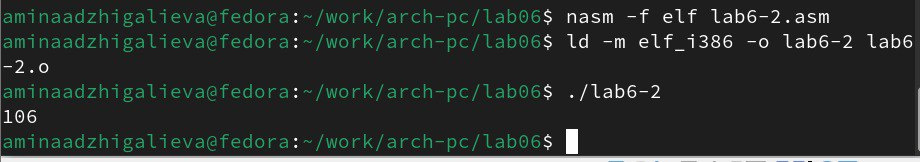 aminaadzhigalieva@fedora:~/work/arch-pc/lab06$ nasm -f elf lab6-2.asm
aminaadzhigalieva@fedora:~/work/arch-pc/lab06$ ld -m elf_i386 -o lab6-2 lab6
-2.o
aminaadzhigalieva@fedora:~/work/arch-pc/lab06$ ./lab6-2
106
aminaadzhigalieva@fedora:~/work/arch-pc/lab06$